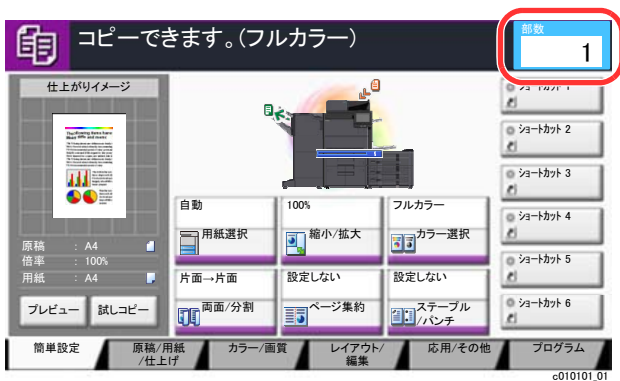 コピーできます。(フルカラー)
部数
1
仕上がりイメージ
原稿 : A4
倍率 : 100%
用紙 : A4
プレビュー
試しコピー
自動
用紙選択
100%
縮小/拡大
フルカラー
カラー選択
片面→片面
両面/分割
設定しない
ページ集約
設定しない
ステープル
/パンチ
ショートカット 1
ショートカット 2
ショートカット 3
ショートカット 4
ショートカット 5
ショートカット 6
簡単設定
原稿/用紙
/仕上げ
カラー/画質
レイアウト/
編集
応用/その他
プログラム
c010101_01